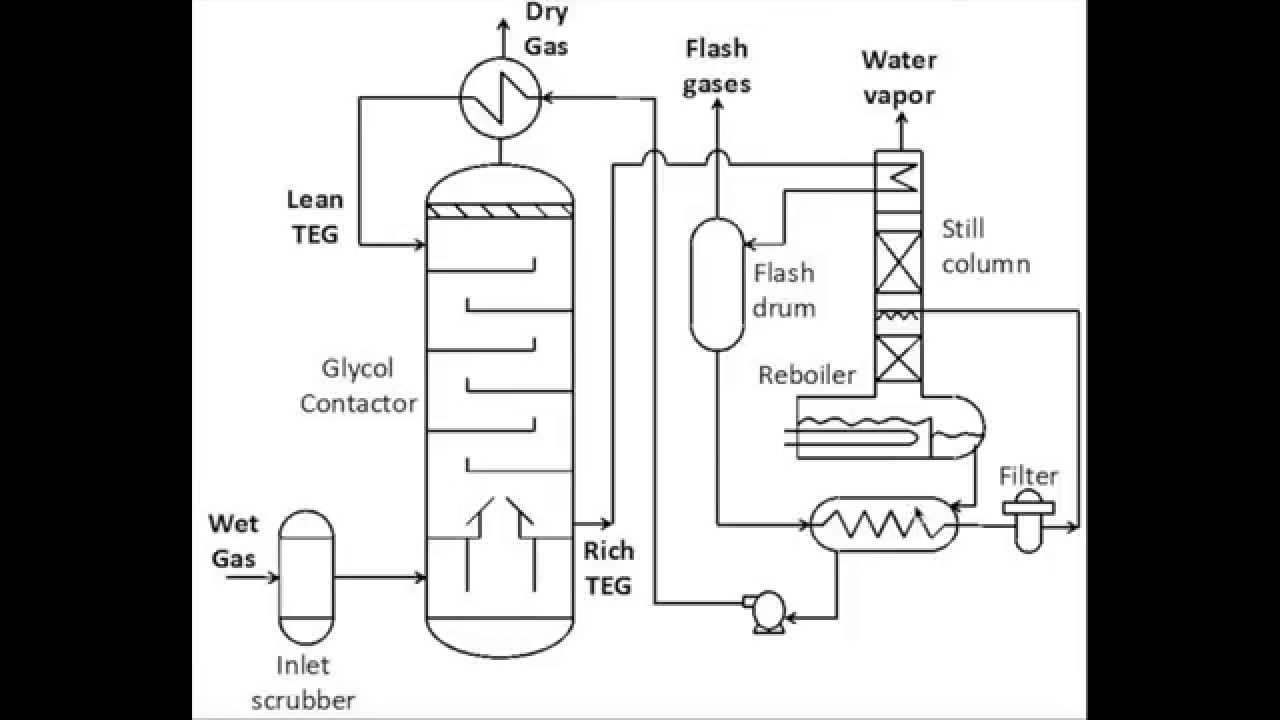 Dry
Gas
Flash
gases
Water
vapor
Lean
TEG
Still
column
Flash
drum
Glycol
Contactor
Reboiler
Filter
Wet
Gas
Rich
TEG
Inlet
scrubber